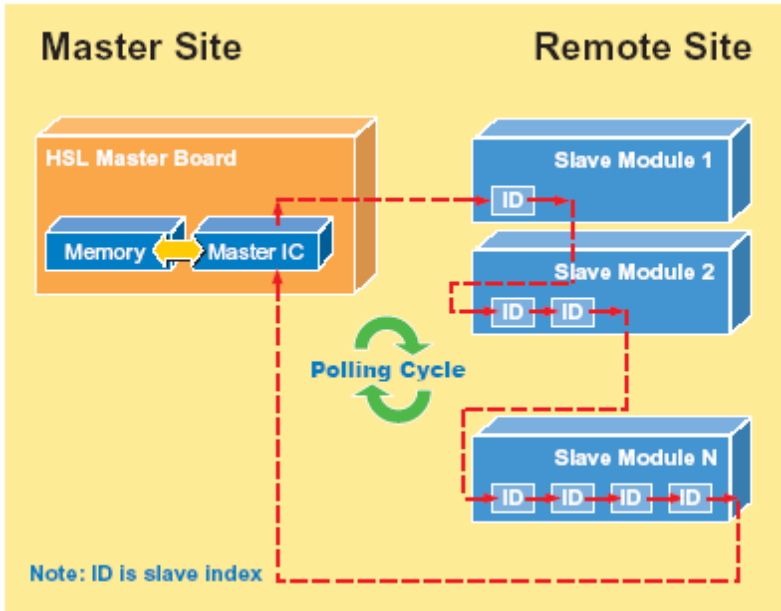 Master Site
Remote Site
HSL Master Board
Memory
Master IC
Slave Module 1
ID
Slave Module 2
ID
ID
Polling Cycle
Slave Module N
ID
ID
ID
ID
Note: ID is slave index